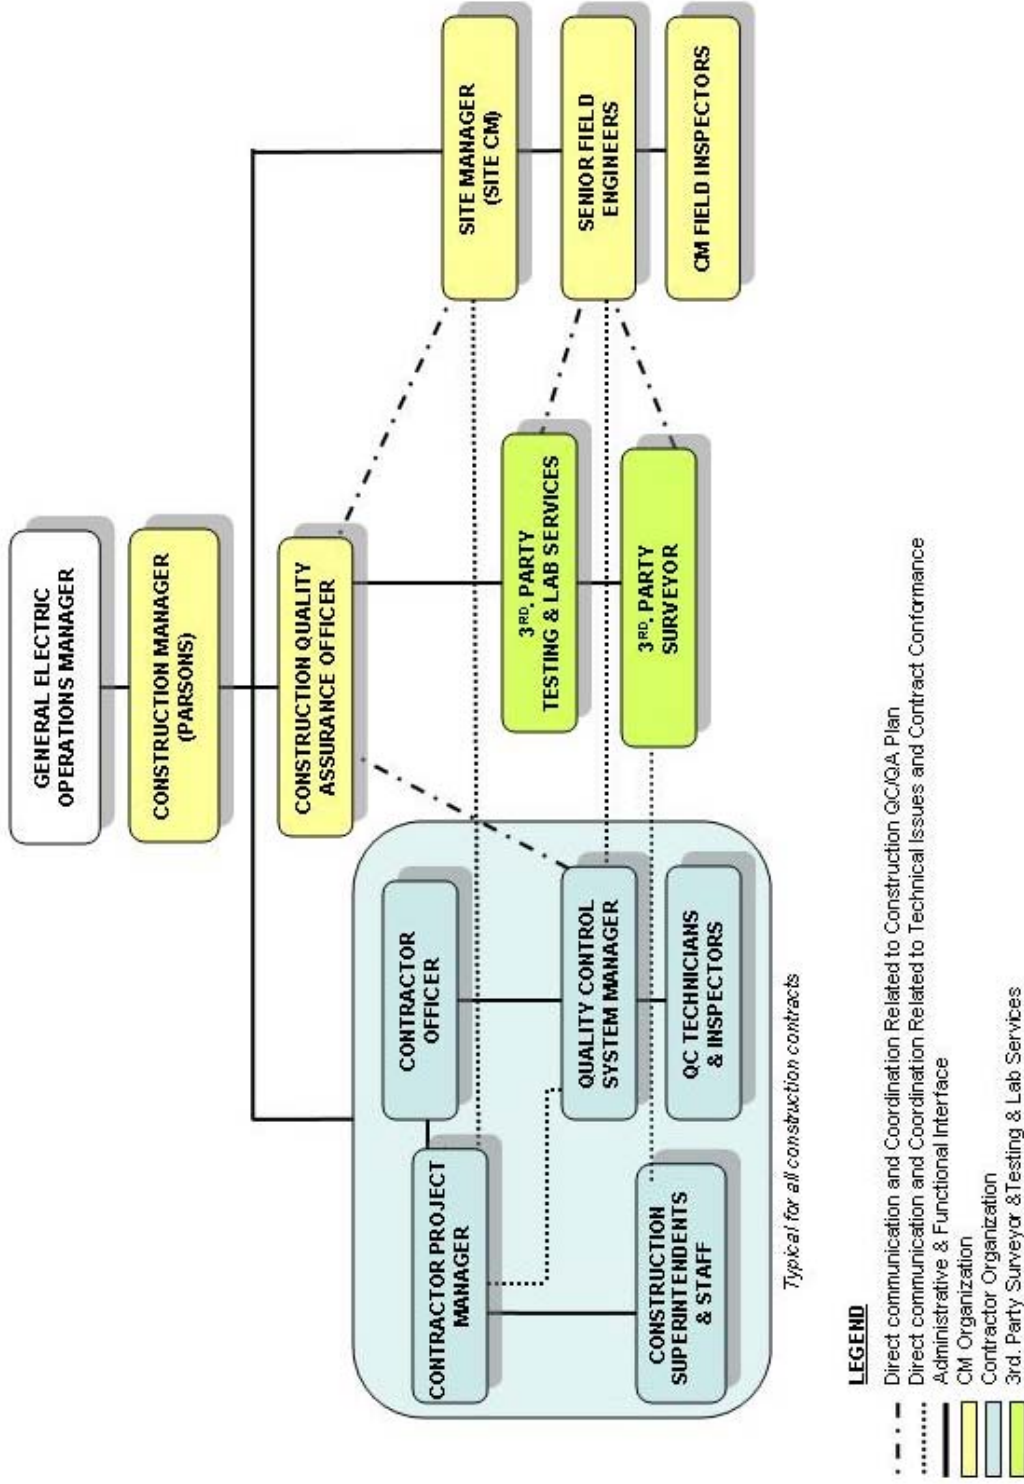 GENERAL ELECTRIC
OPERATIONS MANAGER
CONSTRUCTION MANAGER
(PARSONS)
CONSTRUCTION QUALITY
ASSURANCE OFFICER
CONTRACTOR
OFFICER
CONTRACTOR PROJECT
MANAGER
SITE MANAGER
(SITE CM)
3RD. PARTY
TESTING & LAB SERVICES
QUALITY CONTROL
SYSTEM MANAGER
SENIOR FIELD
ENGINEERS
3RD. PARTY
SURVEYOR
CONSTRUCTION
SUPERINTENDENTS
& STAFF
QC TECHNICIANS
& INSPECTORS
CM FIELD INSPECTORS
Typical for all construction contracts
LEGEND
Direct communication and Coordination Related to Construction QC/QA Plan
Direct communication and Coordination Related to Technical Issues and Contract Conformance
Administrative & Functional Interface
CM Organization
Contractor Organization
3rd. Party Surveyor &Testing & Lab Services